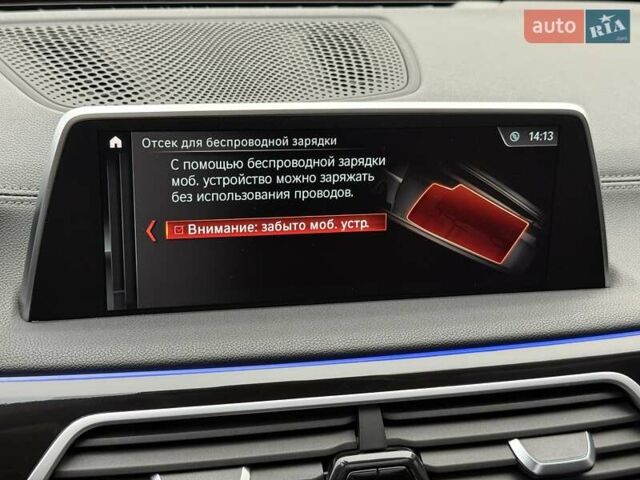 auto RIA
.com
14:13
Отсек для беспроводной зарядки
С помощью беспроводной зарядки
моб. устройство можно заряжать
без использования проводов.
Внимание: забыто моб. устр.